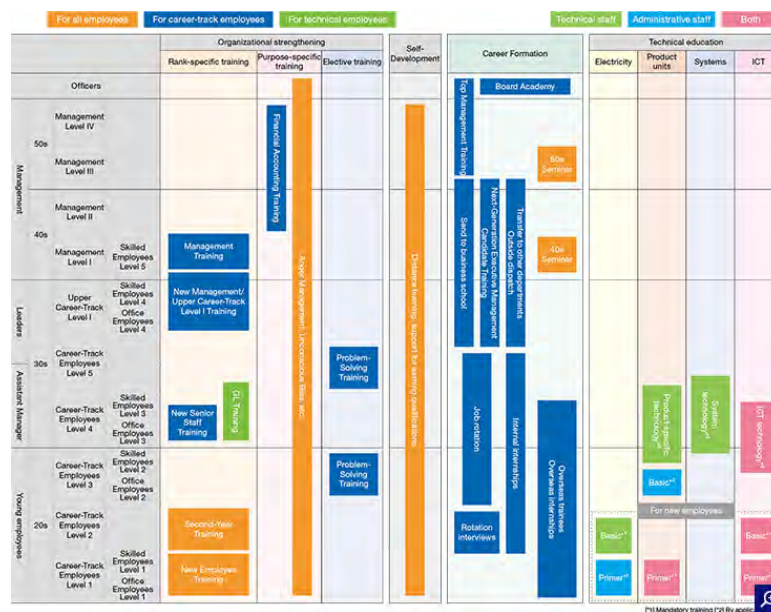 For all employees
For career-track employees
For technical employees
Technical staff
Administrative staff
Both
Organizational strengthening
Self-
Development
Career Formation
Technical education
Rank-specific training
Purpose-specific
training
Elective training
Electricity
Product
units
Systems
ICT
Officers
Management
Leaders
Assistant Manager
Young employees
50s
40s
30s
20s
Management
Level IV
Management
Level III
Management
Level II
Management
Level I
Skilled
Employees
Level 5
Upper
Career-Track
Level I
Skilled
Employees
Level 4
Office
Employees
Level 4
Career-Track
Employees
Level 5
Career-Track
Employees
Level 4
Skilled
Employees
Level 3
Office
Employees
Level 3
Career-Track
Employees
Level 3
Skilled
Employees
Level 2
Office
Employees
Level 2
Career-Track
Employees
Level 2
Career-Track
Employees
Level 1
Skilled
Employees
Level 1
Office
Employees
Level 1
Management
Training
New Management/
Upper Career-Track
Level I Training
GL Training
New Senior
Staff
Training
Second-Year
Training
New Employee
Training
Financial Accounting Training
Anger Management, Unconscious Bias, etc.
Problem-
Solving
Training
Problem-
Solving
Training
Distance learning, support for earning qualifications
Top Management Training
Board Academy
50s
Seminar
Send to business school
Next-Generation Executive Management
Candidate Training
Transfer to other departments
Outside dispatch
40s
Seminar
Job rotation
Internal internships
Rotation
interviews
Overseas trainees
Overseas internships
Product-specific
technology
System
technology
ICT technology
Basic
For new employees
Basic
Basic
Primer
Primer
Primer
[*1] Mandatory training [*2] By